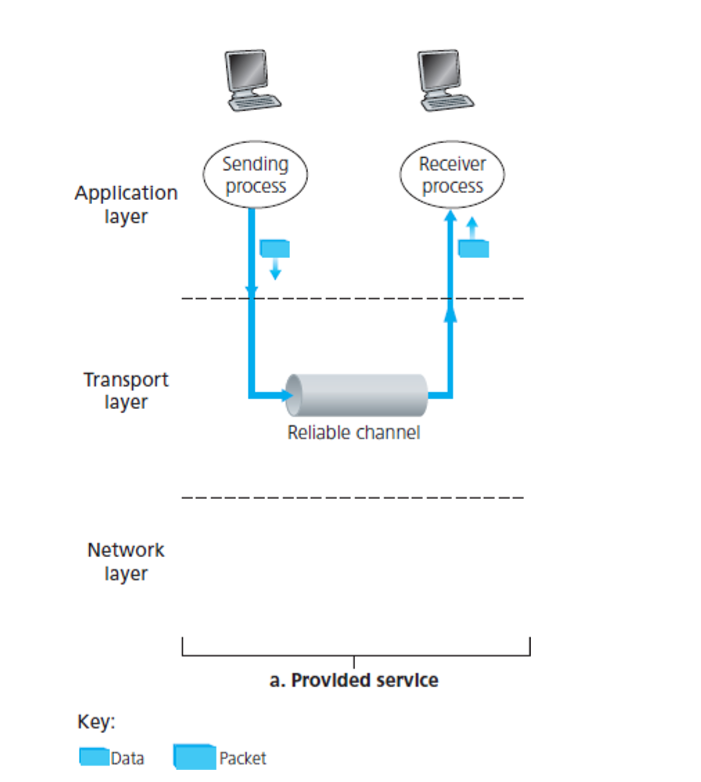 Sending
process
Receiver
process
Application
layer
Transport
layer
Reliable channel
Network
layer
a. Provided service
Key:
Data
Packet